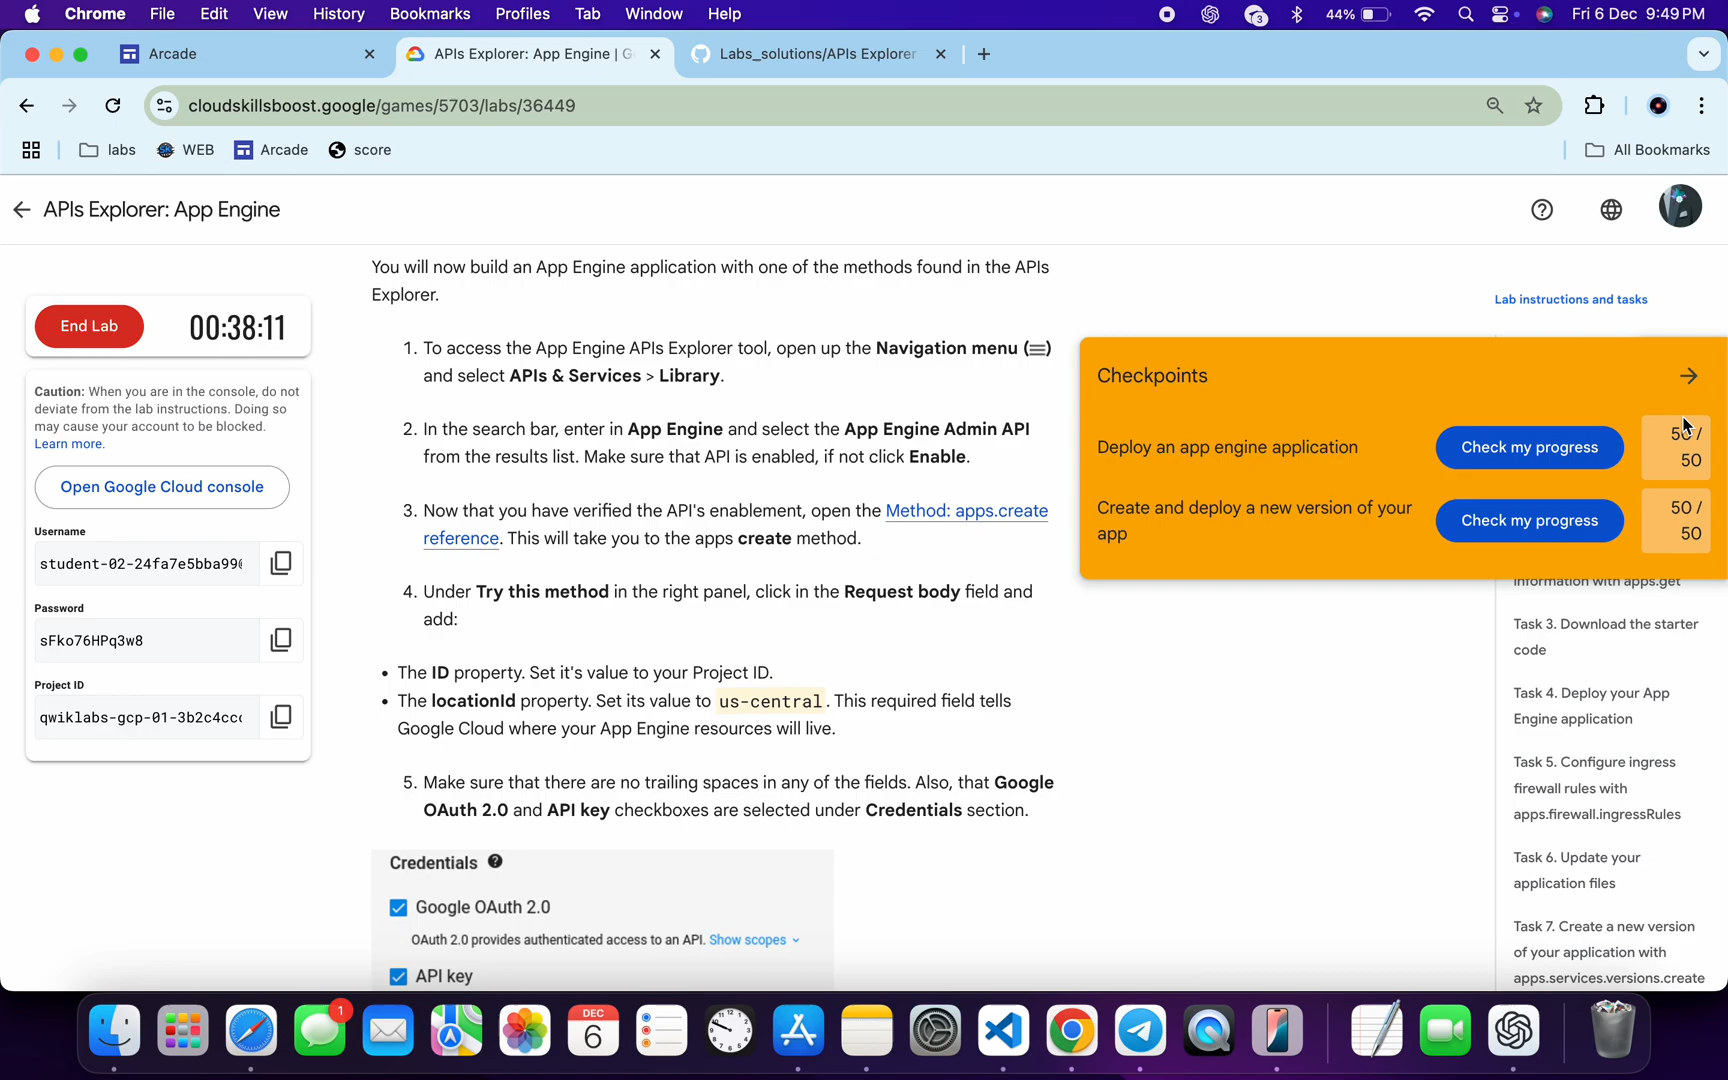 Chrome File Edit View History Bookmarks Profiles Tab Window Help 3 44% Fri 6 Dec 9:49 PM
Arcade
APIs Explorer: App Engine | G
Labs_solutions/APIs Explorer
cloudskillsboost.google/games/5703/labs/36449
labs WEB Arcade score All Bookmarks
APIs Explorer: App Engine
End Lab 00:38:11
Caution: When you are in the console, do not
deviate from the lab instructions. Doing so
may cause your account to be blocked.
Learn more.
Open Google Cloud console
Username
student-02-24fa7e5bba99
Password
sFko76HPq3w8
Project ID
qwiklabs-gcp-01-3b2c4cc
You will now build an App Engine application with one of the methods found in the APIs
Explorer.
1. To access the App Engine APIs Explorer tool, open up the Navigation menu (≡)
and select APIs & Services > Library.
2. In the search bar, enter in App Engine and select the App Engine Admin API
from the results list. Make sure that API is enabled, if not click Enable.
3. Now that you have verified the API's enablement, open the Method: apps.create
reference. This will take you to the apps create method.
4. Under Try this method in the right panel, click in the Request body field and
add:
• The ID property. Set it's value to your Project ID.
• The locationId property. Set its value to us-central. This required field tells
Google Cloud where your App Engine resources will live.
5. Make sure that there are no trailing spaces in any of the fields. Also, that Google
OAuth 2.0 and API key checkboxes are selected under Credentials section.
Credentials
Google OAuth 2.0
OAuth 2.0 provides authenticated access to an API. Show scopes
API key
Lab instructions and tasks
Checkpoints
Deploy an app engine application
Check my progress
50 /
50
Create and deploy a new version of your
app
Check my progress
50 /
50
information with apps.get
Task 3. Download the starter
code
Task 4. Deploy your App
Engine application
Task 5. Configure ingress
firewall rules with
apps.firewall.ingressRules
Task 6. Update your
application files
Task 7. Create a new version
of your application with
apps.services.versions.create
1
DEC
6